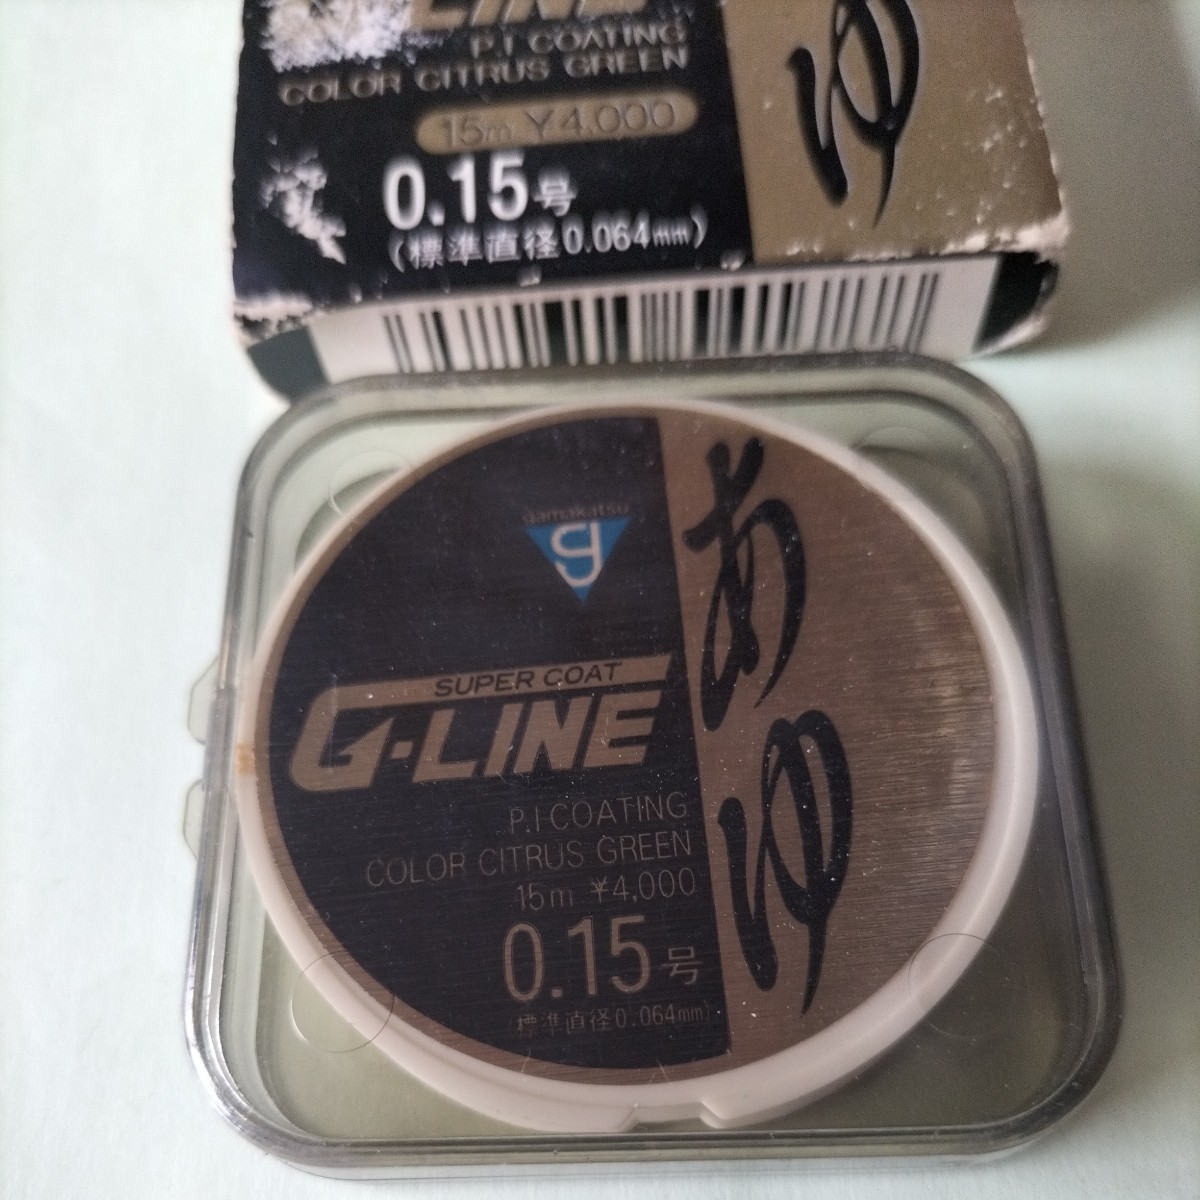 G-LINE
P.I COATING
COLOR CITRUS GREEN
15m ¥4,000
0.15号
(標準直径0.064mm)
ゆ
gamakatsu
g
SUPER COAT
G-LINE
P.I COATING
COLOR CITRUS GREEN
15m ¥4,000
0.15号
(標準直径0.064mm)
あゆ